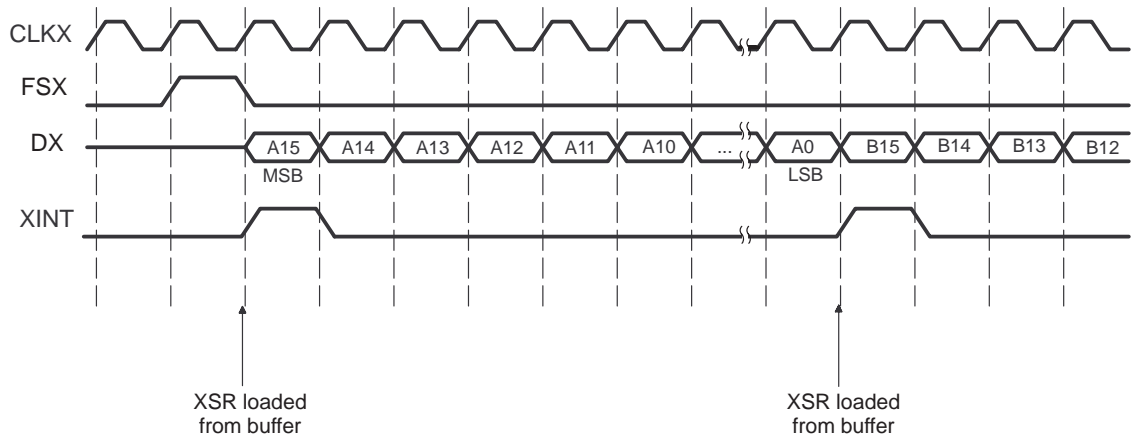 CLKX
FSX
DX A15 A14 A13 A12 A11 A10 ... A0 B15 B14 B13 B12
MSB LSB
XINT
XSR loaded XSR loaded
from buffer from buffer